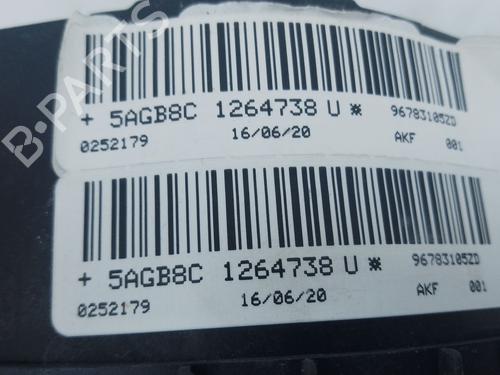 B-PARTS
+ 5AGB8C 1264738 U ⁜ 96783105ZD
0252179 16/06/20 AKF 001
+ 5AGB8C 1264738 U ⁜ 96783105ZD
0252179 16/06/20 AKF 001